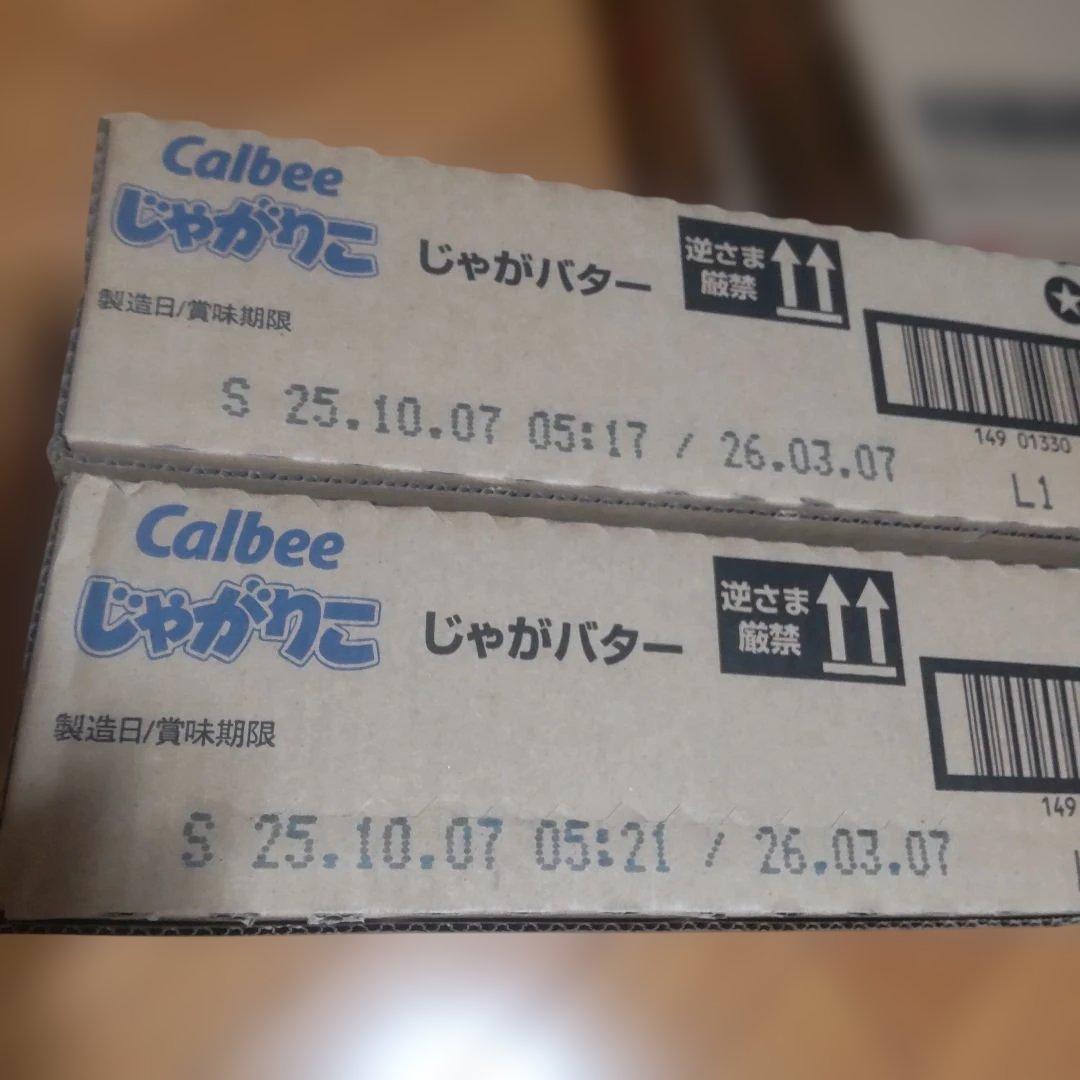 Calbee
じゃがりこ
じゃがバター
逆さま
厳禁
製造日/賞味期限
S 25.10.07 05:17 / 26.03.07
149 01330
L1
Calbee
じゃがりこ
じゃがバター
逆さま
厳禁
製造日/賞味期限
S 25.10.07 05:21 / 26.03.07
149